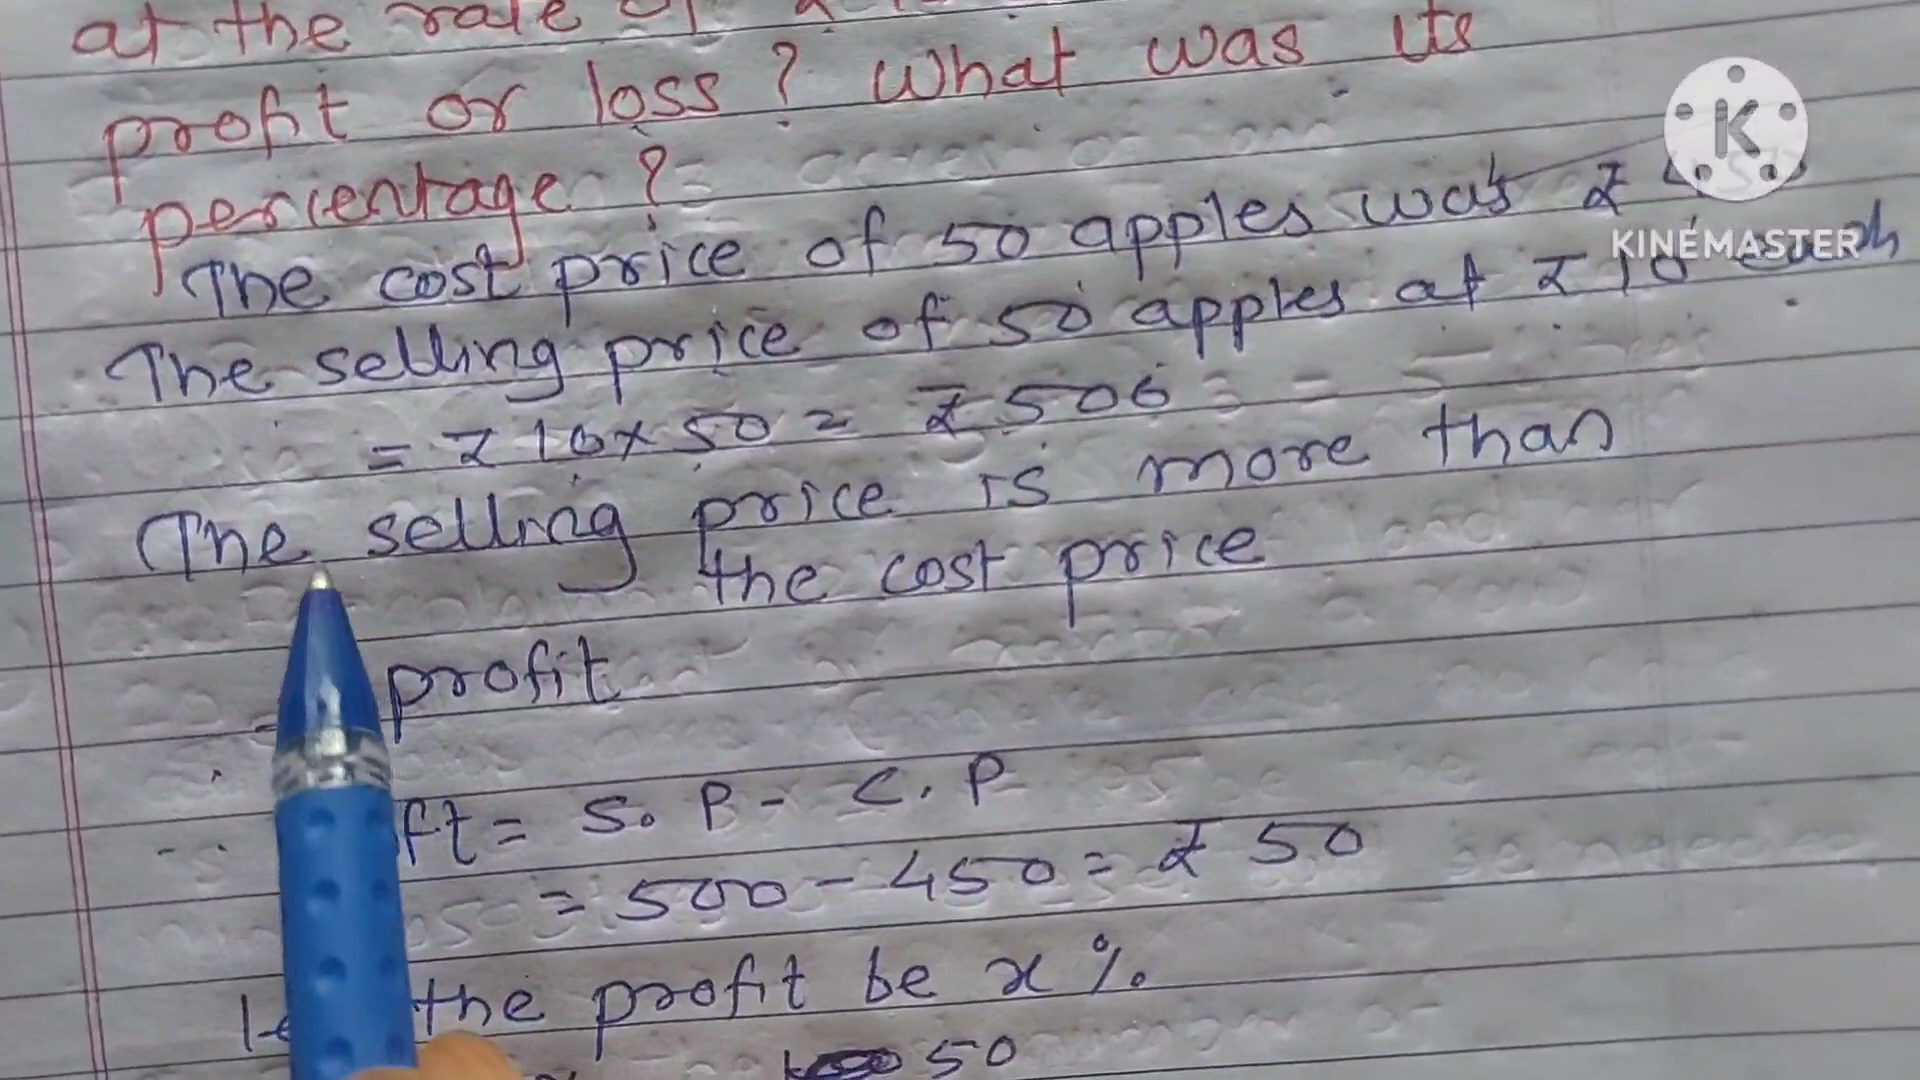 at the rate of ₹
profit or loss? What was its
percentage?
The cost price of 50 apples was ₹
The selling price of 50 apples at ₹10 each
= ₹10×50 = ₹500
The selling price is more than
the cost price
profit
= S.P - C.P
= 500 - 450 = ₹50
the profit be x%
50
K
KINEMASTER